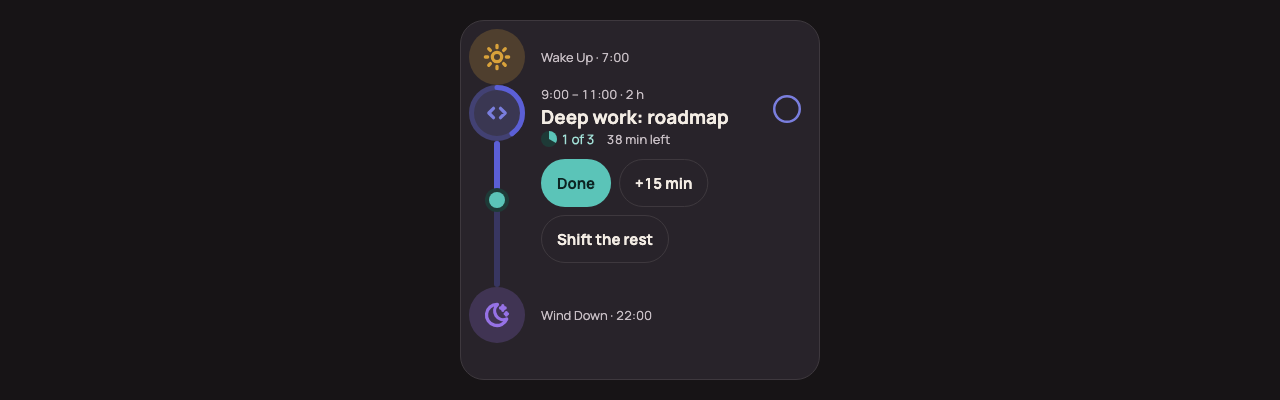 Wake Up · 7:00
9:00 – 11:00 · 2 h
Deep work: roadmap
1 of 3 38 min left
Done +15 min
Shift the rest
Wind Down · 22:00